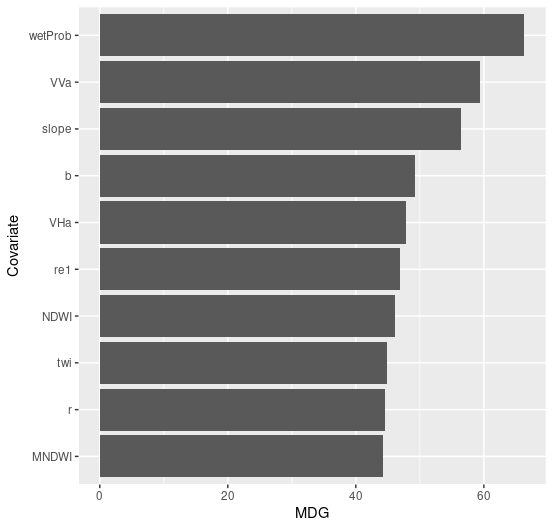 wetProb
VVa
slope
b
VHa
re1
NDWI
twi
r
MNDWI
Covariate
0 20 40 60
MDG